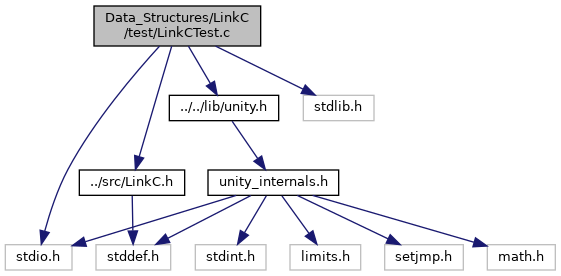 Data_Structures/LinkC
/test/LinkCTest.c
../../lib/unity.h
stdlib.h
../src/LinkC.h
unity_internals.h
stdio.h
stddef.h
stdint.h
limits.h
setjmp.h
math.h